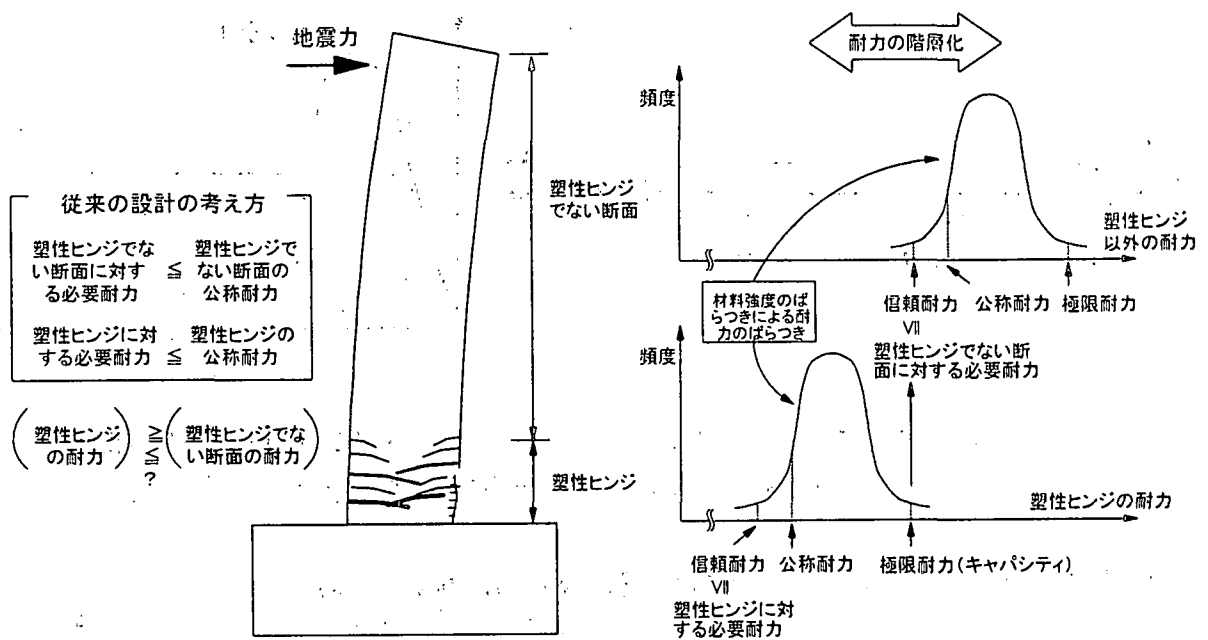 地震力
従来の設計の考え方
塑性ヒンジでな
い断面に対す
る必要耐力
≦
塑性ヒンジで
ない断面の
公称耐力
塑性ヒンジに対
する必要耐力
≦
塑性ヒンジの
公称耐力
塑性ヒンジ
の耐力
≧
≦
?
塑性ヒンジでな
い断面の耐力
塑性ヒンジ
でない断面
塑性ヒンジ
耐力の階層化
頻度
塑性ヒンジ
以外の耐力
信頼耐力
公称耐力
極限耐力
VII
塑性ヒンジでない断
面に対する必要耐力
材料強度のば
らつきによる耐
力のばらつき
頻度
塑性ヒンジの耐力
信頼耐力
公称耐力
極限耐力(キャパシティ)
VII
塑性ヒンジに対
する必要耐力